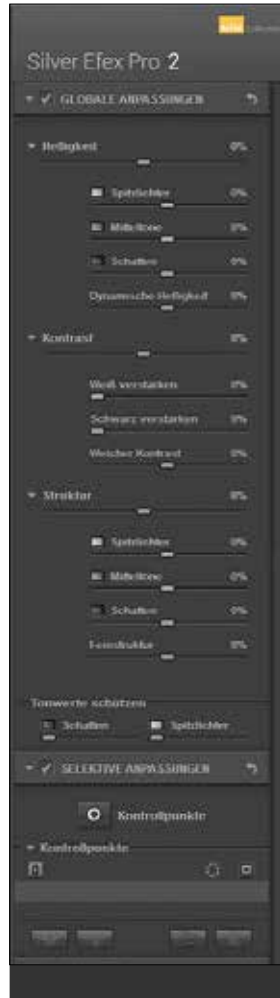 Silver Efex Pro 2
GLOBALE ANPASSUNGEN
Helligkeit 0%
Spitzlichter 0%
Mitteltöne 0%
Schatten 0%
Dynamische Helligkeit 0%
Kontrast 0%
Weiß verstärken 0%
Schwarz verstärken 0%
Weicher Kontrast 0%
Struktur 0%
Spitzlichter 0%
Mitteltöne 0%
Schatten 0%
Feinstruktur 0%
Tonwerte schützen
Schatten Spitzlichter
SELEKTIVE ANPASSUNGEN
Kontrollpunkte
Kontrollpunkte